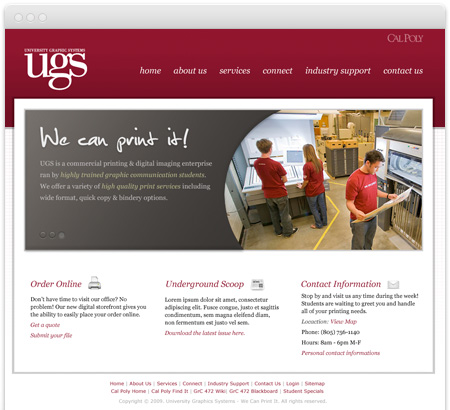 CAL POLY
UNIVERSITY GRAPHIC SYSTEMS
ugs
home about us services connect industry support contact us
We can print it!
UGS is a commercial printing & digital imaging enterprise
ran by highly trained graphic communication students.
We offer a variety of high quality print services including
wide format, quick copy & bindery options.
Order Online
Don't have time to visit our office? No
problem! Our new digital storefront gives you
the ability to easily place your order online.
Get a quote
Submit your file
Underground Scoop
Lorem ipsum dolor sit amet, consectetur
adipiscing elit. Fusce congue, justo et sagittis
condimentum, sem magna eleifend diam,
non fermentum est justo vel sem.
Download the latest issue here.
Contact Information
Stop by and visit us any time during the week!
Students are waiting to greet you and handle
all of your printing needs.
Location: View Map
Phone: (805) 756-1140
Hours: 8am - 6pm M-F
Personal contact informations
Home | About Us | Services | Connect | Industry Support | Contact Us | Login | Sitemap
Cal Poly Home | Cal Poly Find It | GrC 472 Wiki | GrC 472 Blackboard | Student Specials
Copyright © 2009, University Graphics Systems - We Can Print It. All rights reserved.